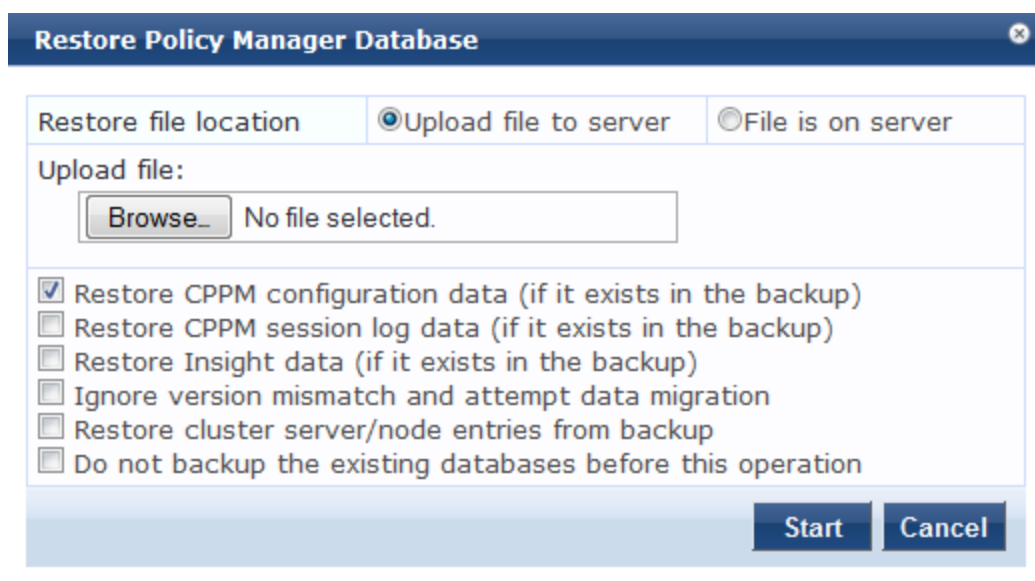 Restore Policy Manager Database
Restore file location Upload file to server File is on server
Upload file:
Browse… No file selected.
Restore CPPM configuration data (if it exists in the backup)
Restore CPPM session log data (if it exists in the backup)
Restore Insight data (if it exists in the backup)
Ignore version mismatch and attempt data migration
Restore cluster server/node entries from backup
Do not backup the existing databases before this operation
Start Cancel